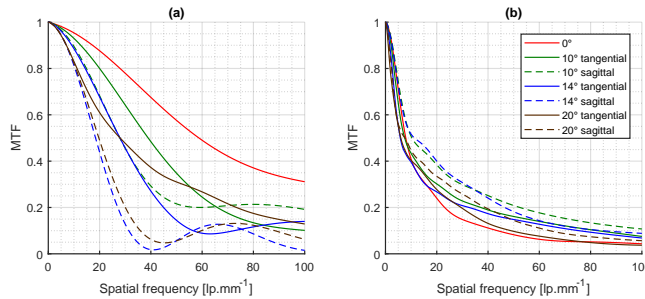 (a)
1
0.8
0.6
0.4
0.2
0
MTF
0 20 40 60 80 100
Spatial frequency [lp.mm-1]
(b)
1
0.8
0.6
0.4
0.2
0
MTF
0 20 40 60 80 100
Spatial frequency [lp.mm-1]
0°
10° tangential
10° sagittal
14° tangential
14° sagittal
20° tangential
20° sagittal